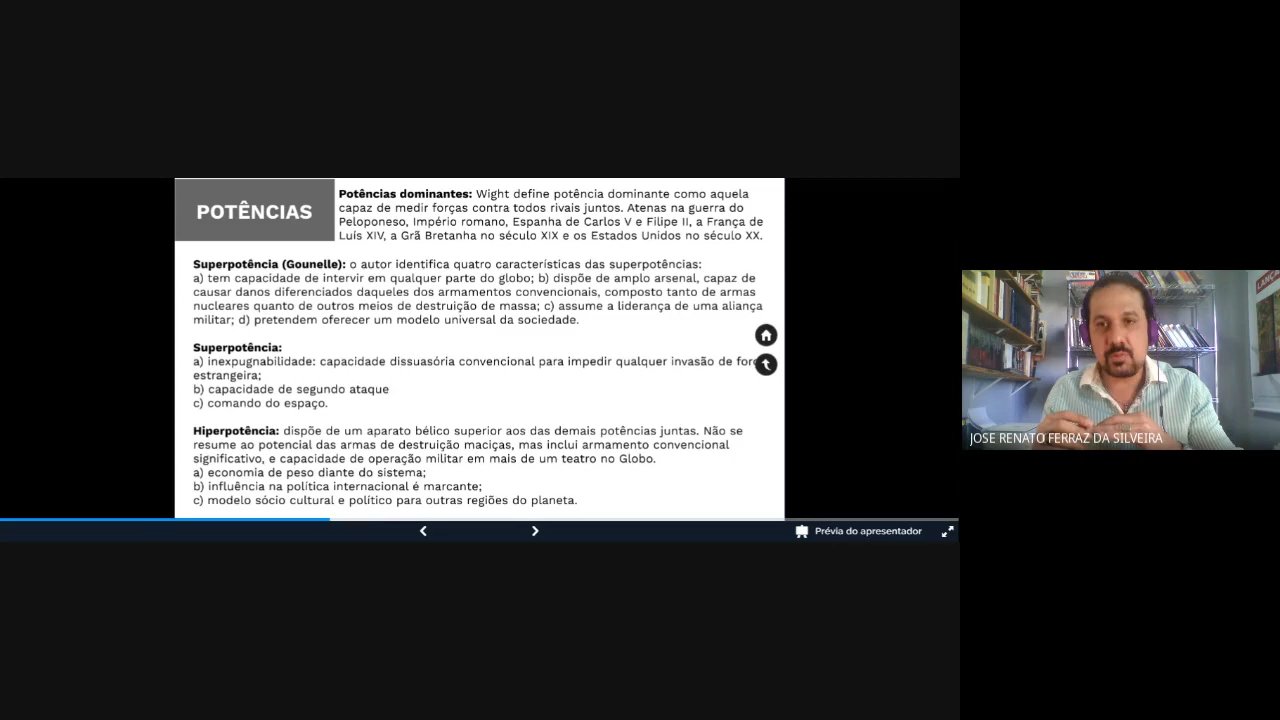 POTÊNCIAS
Potências dominantes: Wight define potência dominante como aquela
capaz de medir forças contra todos rivais juntos. Atenas na guerra do
Peloponeso, Império romano, Espanha de Carlos V e Filipe II, a França de
Luís XIV, a Grã Bretanha no século XIX e os Estados Unidos no século XX.
Superpotência (Gounelle): o autor identifica quatro características das superpotências:
a) tem capacidade de intervir em qualquer parte do globo; b) dispõe de amplo arsenal, capaz de
causar danos diferenciados daqueles dos armamentos convencionais, composto tanto de armas
nucleares quanto de outros meios de destruição de massa; c) assume a liderança de uma aliança
militar; d) pretendem oferecer um modelo universal da sociedade.
Superpotência:
a) inexpugnabilidade: capacidade dissuasória convencional para impedir qualquer invasão de
estrangeira;
b) capacidade de segundo ataque
c) comando do espaço.
Hiperpotência: dispõe de um aparato bélico superior aos das demais potências juntas. Não se
resume ao potencial das armas de destruição maciças, mas inclui armamento convencional
significativo, e capacidade de operação militar em mais de um teatro no Globo.
a) economia de peso diante do sistema;
b) influência na política internacional é marcante;
c) modelo sócio cultural e político para outras regiões do planeta.
Prévia do apresentador
JOSE RENATO FERRAZ DA SILVEIRA